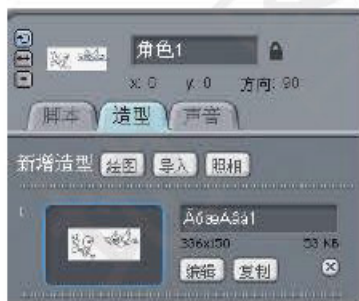 角色1
x: 0 y: 0 方向: 90
脚本 造型 声音
新增造型 绘图 导入 照相
1
ÃõæÀâà1
336x150 53 KB
编辑 复制